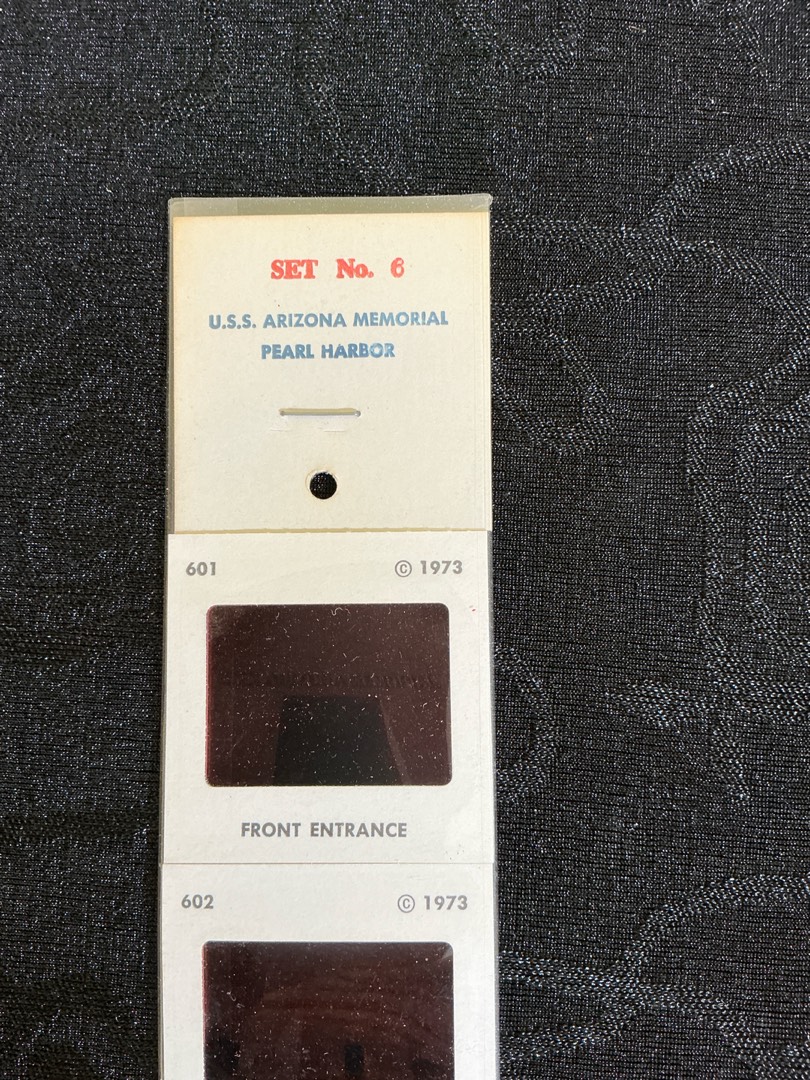 SET No. 6
U.S.S. ARIZONA MEMORIAL
PEARL HARBOR
601 © 1973
FRONT ENTRANCE
602 © 1973